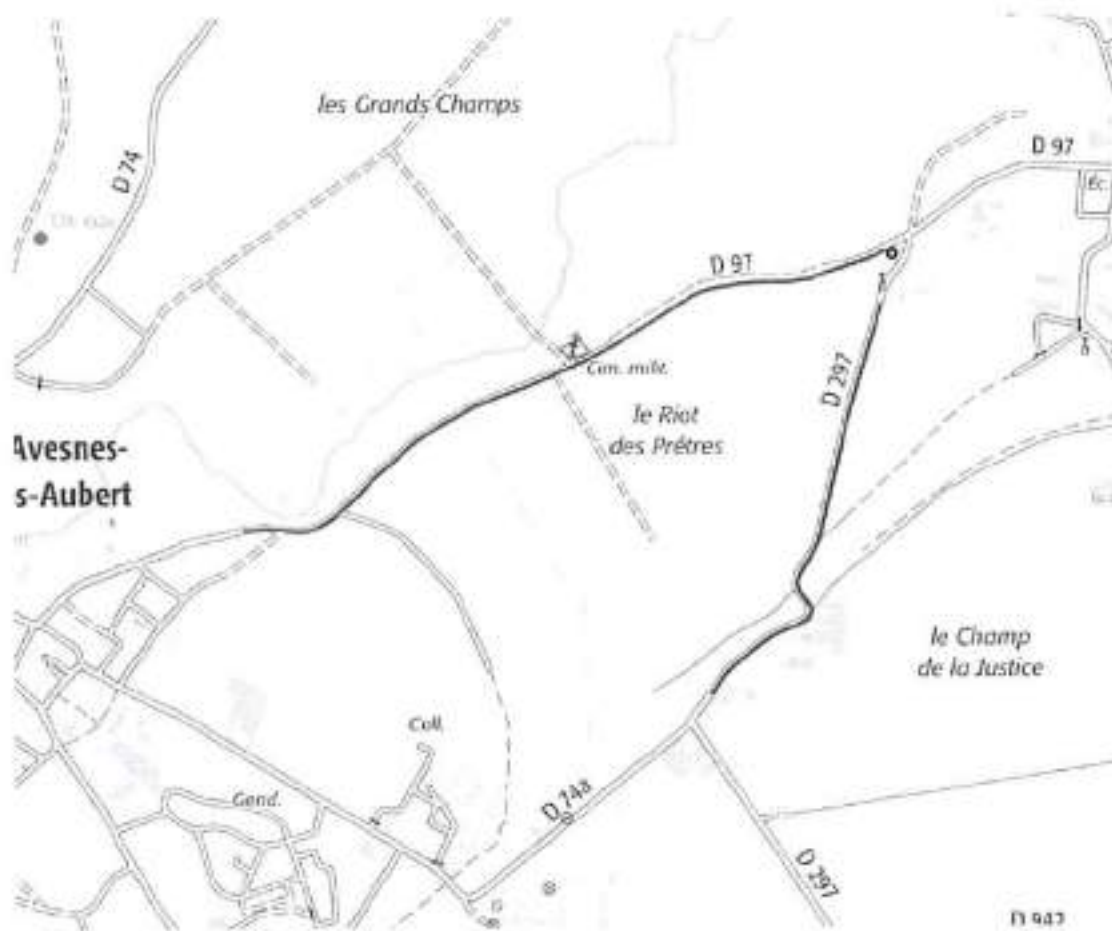 les Grands Champs
D 74
D 97
Éc.
D 97
Cim. milit.
D 297
le Riot
des Prêtres
Avesnes-
s-Aubert
le Champ
de la Justice
Coll.
Gend.
D 74a
D 297
D 942